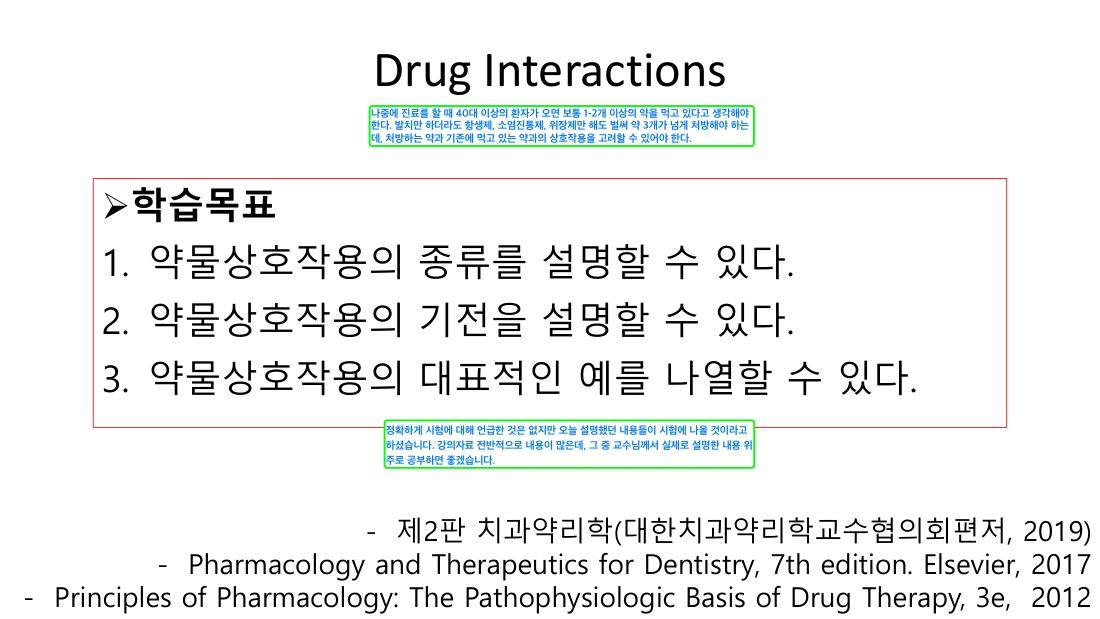 Drug Interactions
나중에 진료를 할 때 40대 이상의 환자가 오면 보통 1-2개 이상의 약을 먹고 있다고 생각해야
한다. 발치만 하더라도 항생제, 소염진통제, 위장제만 해도 벌써 약 3개가 넘게 처방해야 하는
데, 처방하는 약과 기존에 먹고 있는 약과의 상호작용을 고려할 수 있어야 한다.
➢학습목표
1. 약물상호작용의 종류를 설명할 수 있다.
2. 약물상호작용의 기전을 설명할 수 있다.
3. 약물상호작용의 대표적인 예를 나열할 수 있다.
정확하게 시험에 대해 언급한 것은 없지만 오늘 설명했던 내용들이 시험에 나올 것이라고
하셨습니다. 강의자료 전반적으로 내용이 많은데, 그 중 교수님께서 실제로 설명한 내용 위
주로 공부하면 좋겠습니다.
- 제2판 치과약리학(대한치과약리학교수협의회편저, 2019)
- Pharmacology and Therapeutics for Dentistry, 7th edition. Elsevier, 2017
- Principles of Pharmacology: The Pathophysiologic Basis of Drug Therapy, 3e, 2012